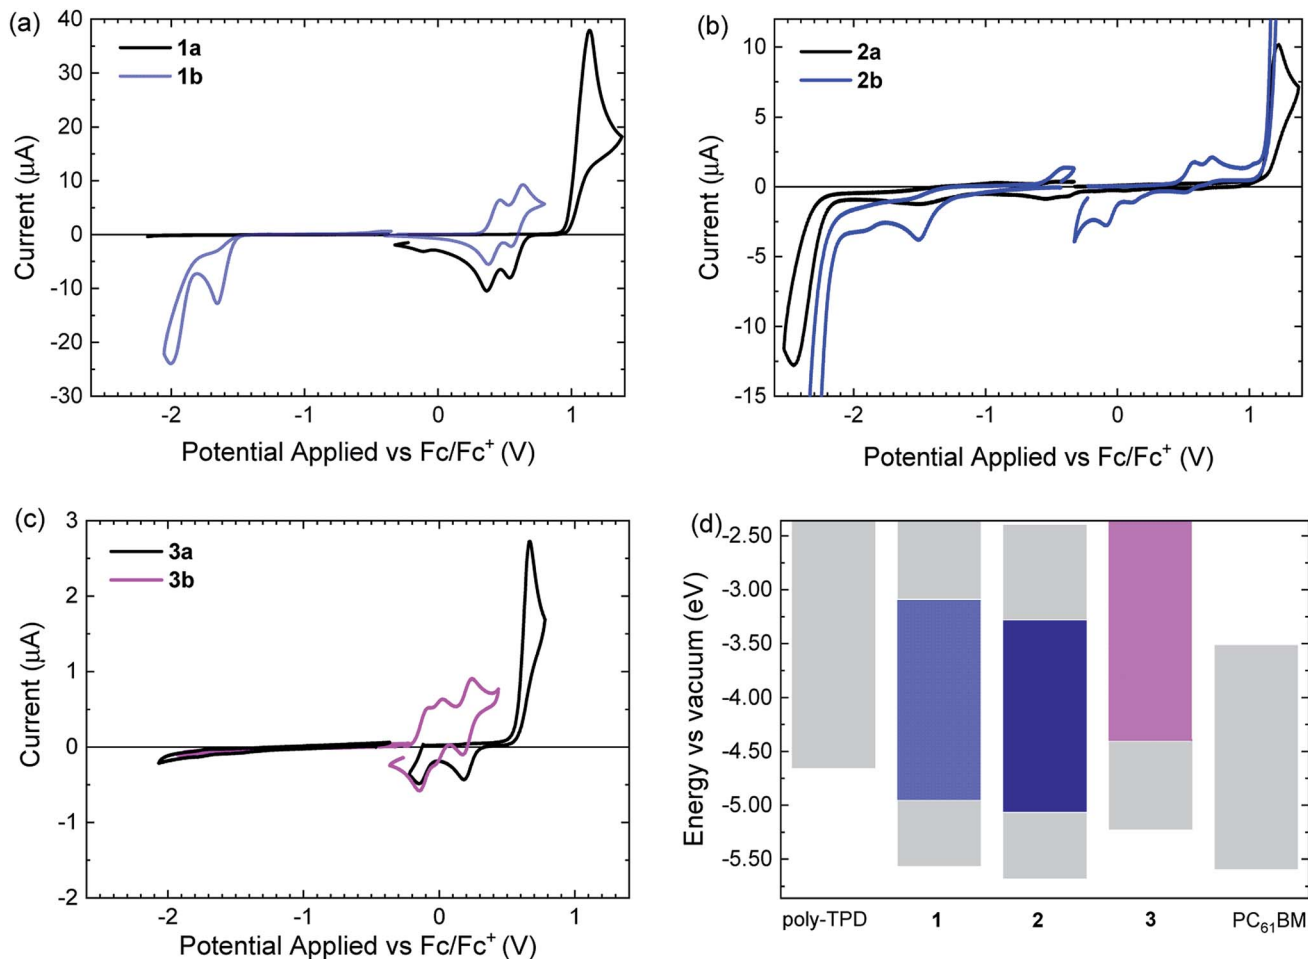 (a)
1a
1b
40
30
20
10
0
-10
-20
-30
Current (μA)
-2
-1
0
1
Potential Applied vs Fc/Fc⁺ (V)
(b)
2a
2b
10
5
0
-5
-10
-15
Current (μA)
-2
-1
0
1
Potential Applied vs Fc/Fc⁺ (V)
(c)
3a
3b
3
2
1
0
-1
-2
Current (μA)
-2
-1
0
1
Potential Applied vs Fc/Fc⁺ (V)
(d)
-2.50
-3.00
-3.50
-4.00
-4.50
-5.00
-5.50
Energy vs vacuum (eV)
poly-TPD 1 2 3 PC₆₁BM